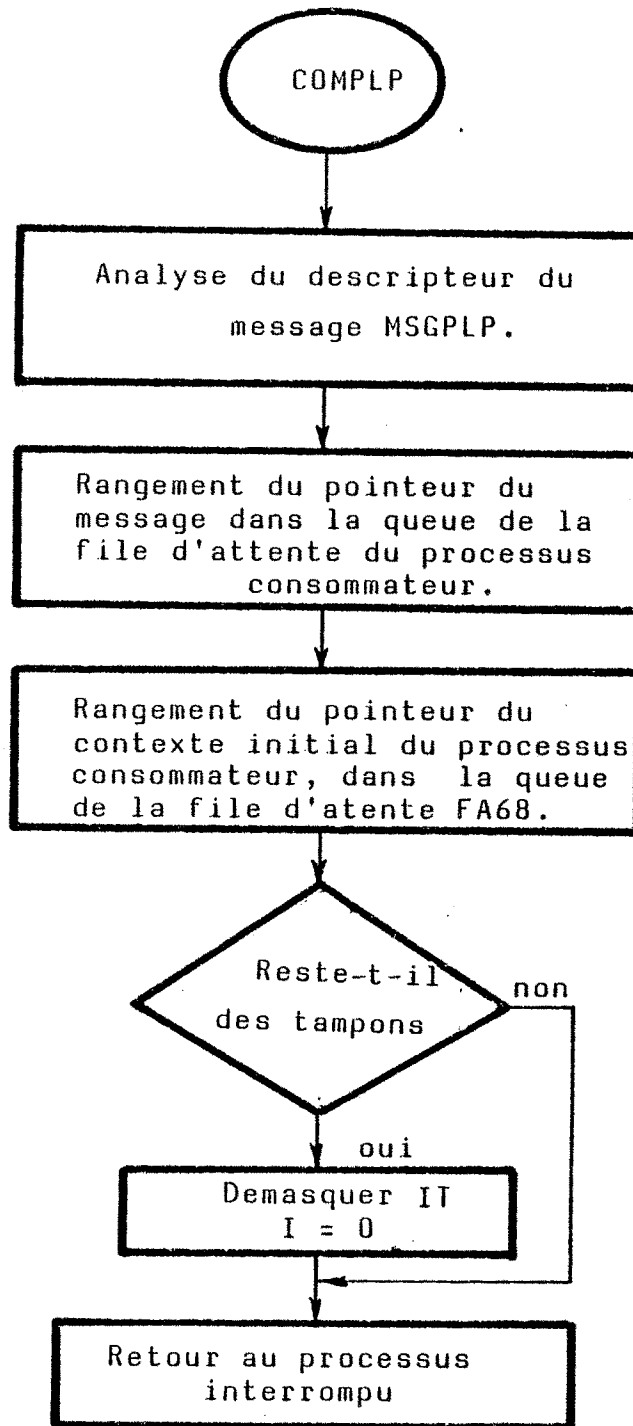 COMPLP
Analyse du descripteur du
message MSGPLP.
Rangement du pointeur du
message dans la queue de la
file d'attente du processus
consommateur.
Rangement du pointeur du
contexte initial du processus
consommateur, dans la queue
de la file d'atente FA68.
Reste-t-il
des tampons
non
oui
Demasquer IT
I = 0
Retour au processus
interrompu